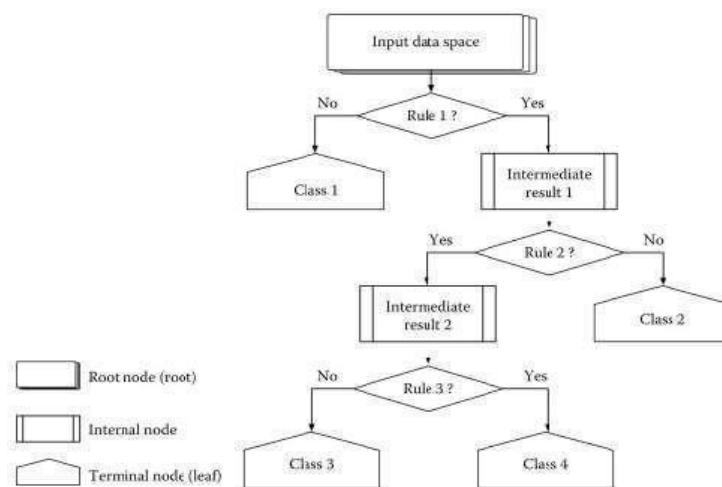 Input data space
No
Yes
Rule 1 ?
Class 1
Intermediate
result 1
Yes
No
Rule 2 ?
Intermediate
result 2
Class 2
Root node (root)
No
Yes
Rule 3 ?
Internal node
Class 3
Class 4
Terminal node (leaf)